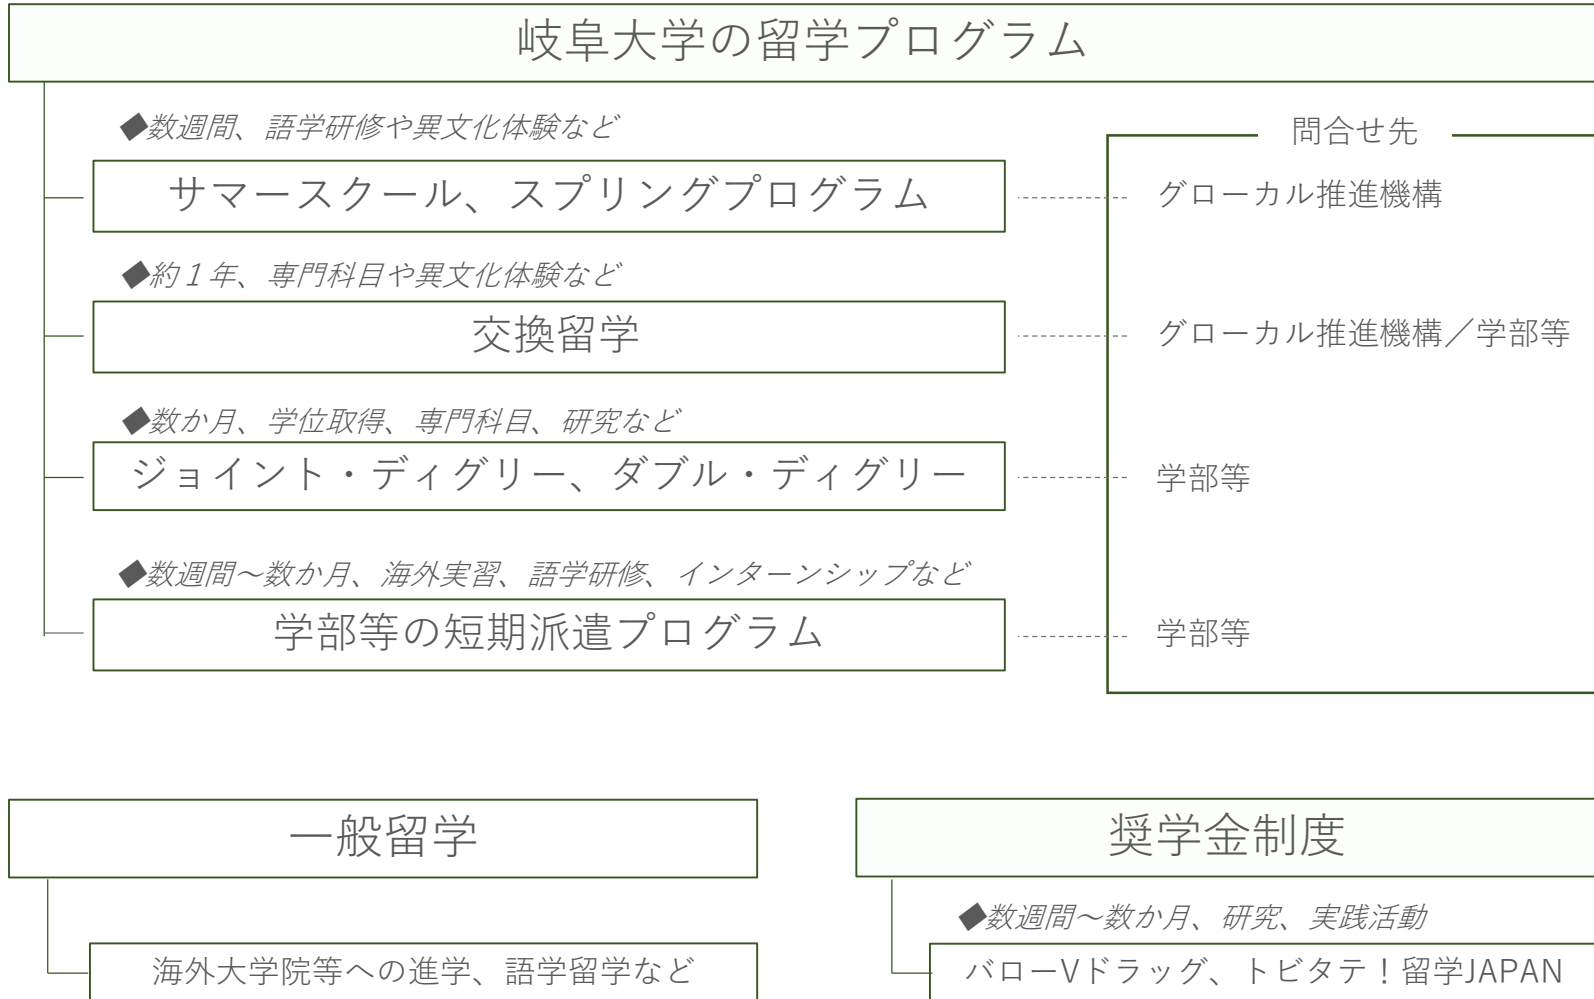 岐阜大学の留学プログラム
◆数週間、語学研修や異文化体験など
問合せ先
サマースクール、スプリングプログラム
グローカル推進機構
◆約１年、専門科目や異文化体験など
交換留学
グローカル推進機構／学部等
◆数か月、学位取得、専門科目、研究など
ジョイント・ディグリー、ダブル・ディグリー
学部等
◆数週間～数か月、海外実習、語学研修、インターンシップなど
学部等の短期派遣プログラム
学部等
一般留学
海外大学院等への進学、語学留学など
奨学金制度
◆数週間～数か月、研究、実践活動
バローVドラッグ、トビタテ！留学JAPAN